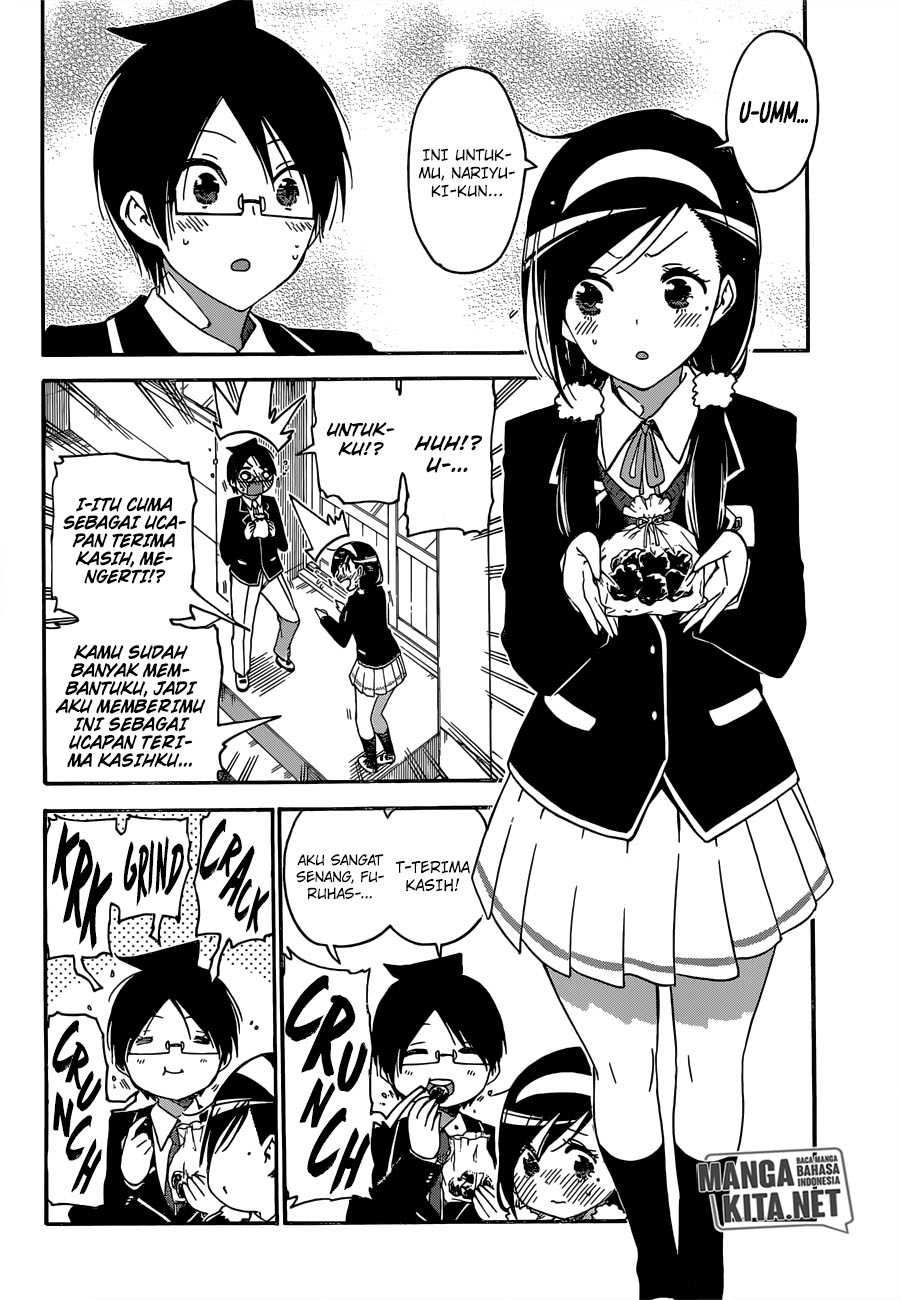 U-UMM...
INI UNTUK-
MU, NARIYU-
KI-KUN...
HUH!?
U-...
UNTUK-
KU!?
I-ITU CUMA
SEBAGAI UCA-
PAN TERIMA
KASIH, ME-
NGERTI!?
KAMU SUDAH
BANYAK MEM-
BANTUKU, JADI
AKU MEMBERIMU
INI SEBAGAI
UCAPAN TERI-
MA KASIHKU...
T-TERIMA
KASIH!
AKU SANGAT
SENANG, FU-
RUHAS-...
CRUNCH
CRACK
GRIND
KRK
CRUNCH
MANGA
KITA.NET
BACA MANGA
BAHASA
INDONESIA